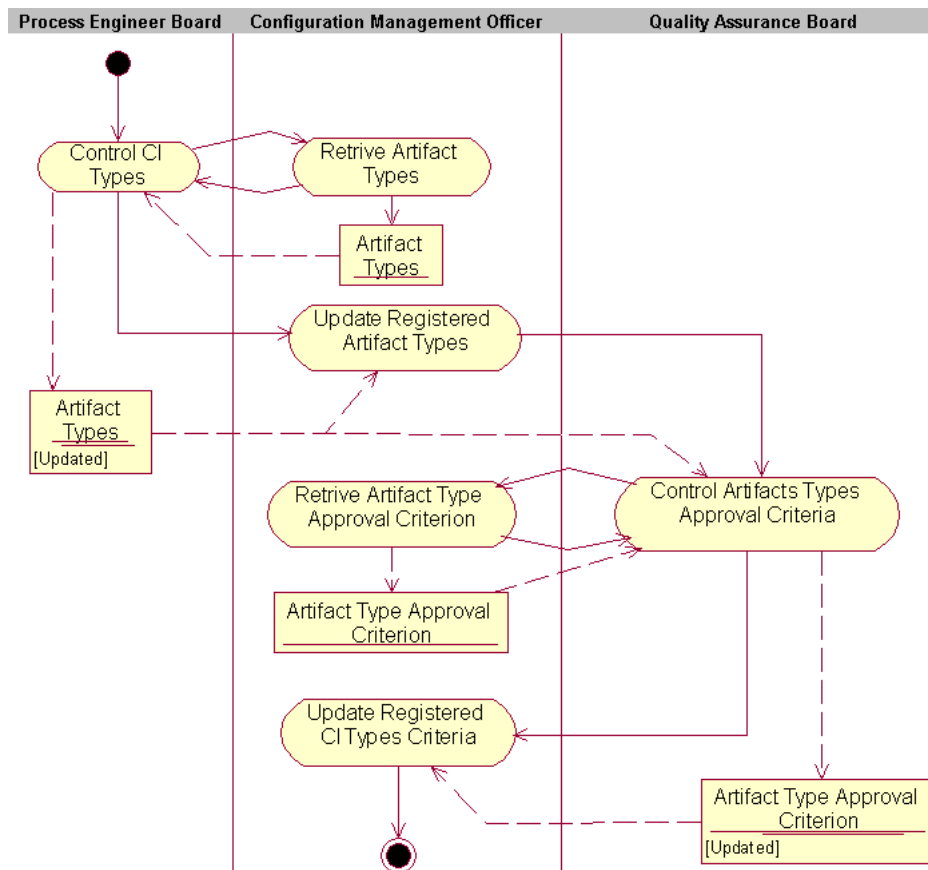 Process Engineer Board
Configuration Management Officer
Quality Assurance Board
Control CI
Types
Retrive Artifact
Types
Artifact
Types
Update Registered
Artifact Types
Artifact
Types
[Updated]
Retrive Artifact Type
Approval Criterion
Control Artifacts Types
Approval Criteria
Artifact Type Approval
Criterion
Update Registered
CI Types Criteria
Artifact Type Approval
Criterion
[Updated]